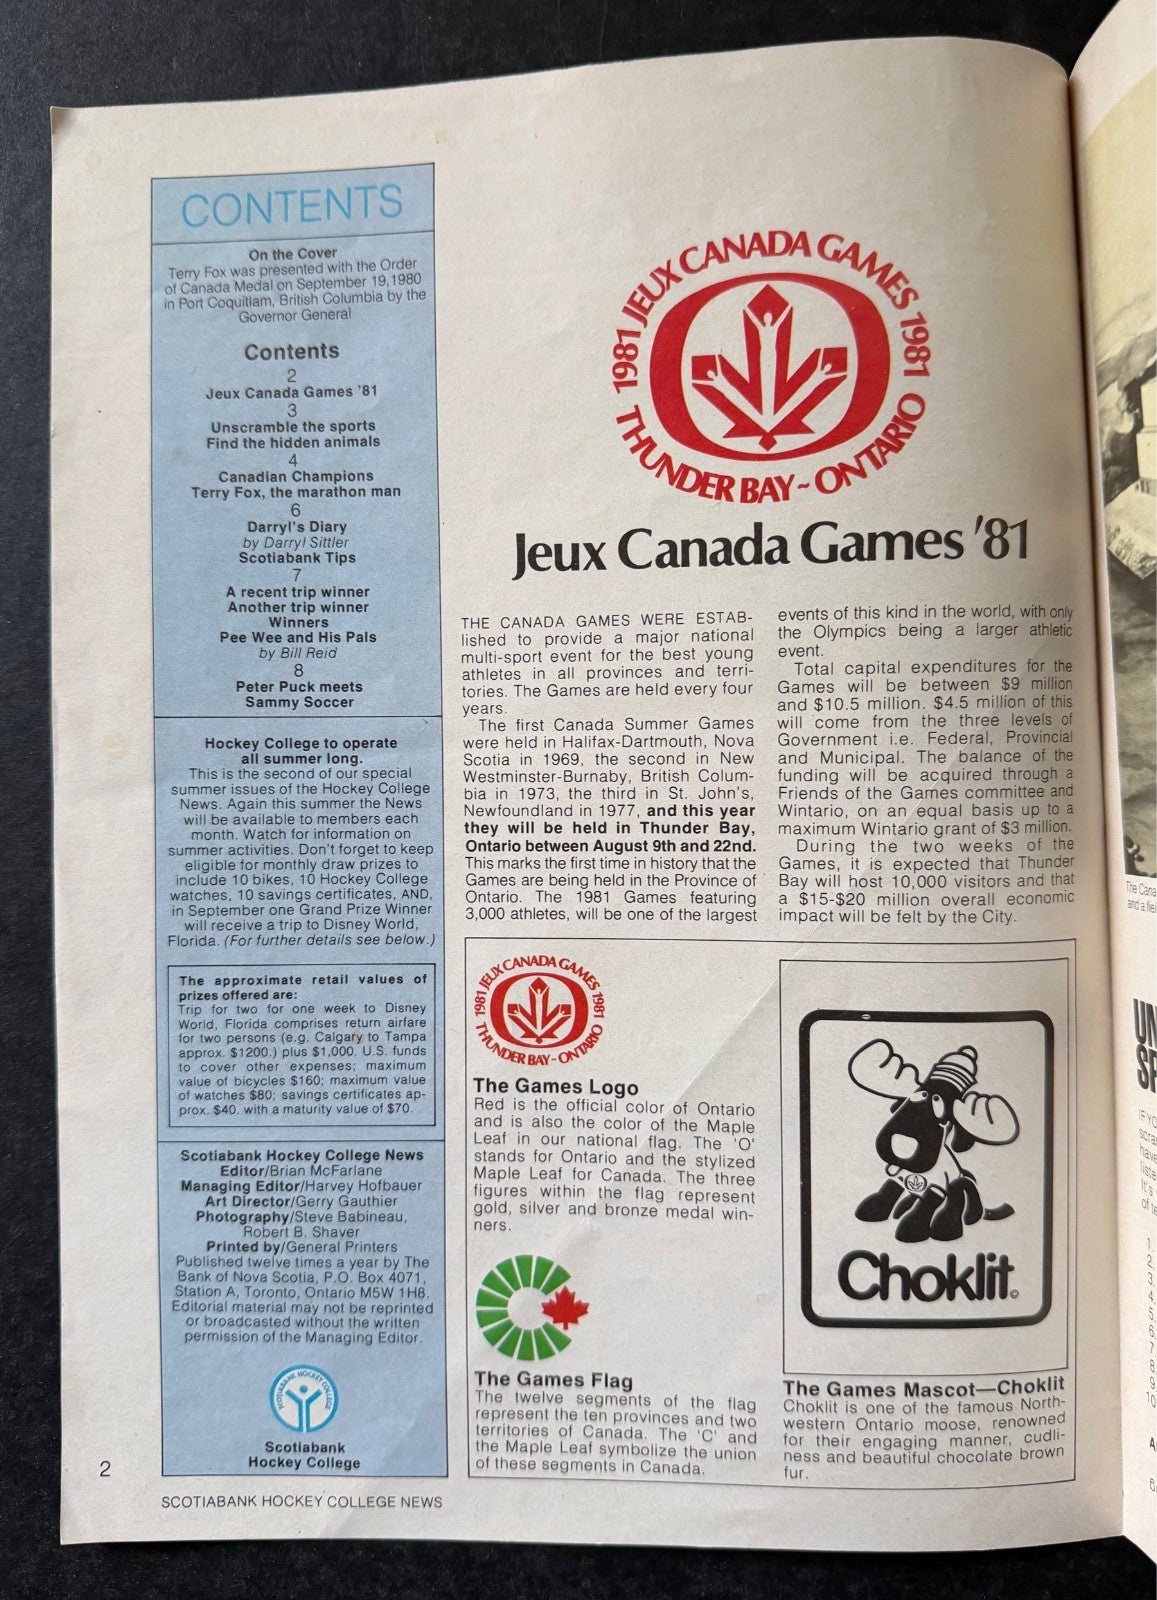 CONTENTS
On the Cover
Terry Fox was presented with the Order
of Canada Medal on September 19,1980
in Port Coquitlam, British Columbia by the
Governor General
Contents
2
Jeux Canada Games '81
3
Unscramble the sports
Find the hidden animals
4
Canadian Champions
Terry Fox, the marathon man
6
Darryl's Diary
by Darryl Sittler
Scotiabank Tips
7
A recent trip winner
Another trip winner
Winners
Pee Wee and His Pals
by Bill Reid
8
Peter Puck meets
Sammy Soccer
Hockey College to operate
all summer long.
This is the second of our special
summer issues of the Hockey College
News. Again this summer the News
will be available to members each
month. Watch for information on
summer activities. Don't forget to keep
eligible for monthly draw prizes to
include 10 bikes, 10 Hockey College
watches, 10 savings certificates, AND,
in September one Grand Prize Winner
will receive a trip to Disney World,
Florida. (For further details see below.)
The approximate retail values of
prizes offered are:
Trip for two for one week to Disney
World, Florida comprises return airfare
for two persons (e.g. Calgary to Tampa
approx. $1200.) plus $1,000. U.S. funds
to cover other expenses; maximum
value of bicycles $160; maximum value
of watches $80; savings certificates ap-
prox. $40. with a maturity value of $70.
Scotiabank Hockey College News
Editor/Brian McFarlane
Managing Editor/Harvey Hofbauer
Art Director/Gerry Gauthier
Photography/Steve Babineau,
Robert B. Shaver
Printed by/General Printers
Published twelve times a year by The
Bank of Nova Scotia, P.O. Box 4071,
Station A, Toronto, Ontario M5W 1H8.
Editorial material may not be reprinted
or broadcasted without the written
permission of the Managing Editor.
SCOTIABANK HOCKEY COLLEGE
Scotiabank
Hockey College
2
SCOTIABANK HOCKEY COLLEGE NEWS
1981 JEUX CANADA GAMES 1981
THUNDER BAY ~ ONTARIO
Jeux Canada Games '81
THE CANADA GAMES WERE ESTAB-
lished to provide a major national
multi-sport event for the best young
athletes in all provinces and terri-
tories. The Games are held every four
years.
The first Canada Summer Games
were held in Halifax-Dartmouth, Nova
Scotia in 1969, the second in New
Westminster-Burnaby, British Colum-
bia in 1973, the third in St. John's,
Newfoundland in 1977, and this year
they will be held in Thunder Bay,
Ontario between August 9th and 22nd.
This marks the first time in history that the
Games are being held in the Province of
Ontario. The 1981 Games featuring
3,000 athletes, will be one of the largest
events of this kind in the world, with only
the Olympics being a larger athletic
event.
Total capital expenditures for the
Games will be between $9 million
and $10.5 million. $4.5 million of this
will come from the three levels of
Government i.e. Federal, Provincial
and Municipal. The balance of the
funding will be acquired through a
Friends of the Games committee and
Wintario, on an equal basis up to a
maximum Wintario grant of $3 million.
During the two weeks of the
Games, it is expected that Thunder
Bay will host 10,000 visitors and that
a $15-$20 million overall economic
impact will be felt by the City.
1981 JEUX CANADA GAMES 1981
THUNDER BAY ~ ONTARIO
The Games Logo
Red is the official color of Ontario
and is also the color of the Maple
Leaf in our national flag. The 'O'
stands for Ontario and the stylized
Maple Leaf for Canada. The three
figures within the flag represent
gold, silver and bronze medal win-
ners.
The Games Flag
The twelve segments of the flag
represent the ten provinces and two
territories of Canada. The 'C' and
the Maple Leaf symbolize the union
of these segments in Canada.
Choklit ©
The Games Mascot—Choklit
Choklit is one of the famous North-
western Ontario moose, renowned
for their engaging manner, cudli-
ness and beautiful chocolate brown
fur.
The Cana
and a fie
UN
SP
IF YO
scra
have
liste
It's
of te
1.
2.
3.
4.
5.
6.
7.
8.
9.
10